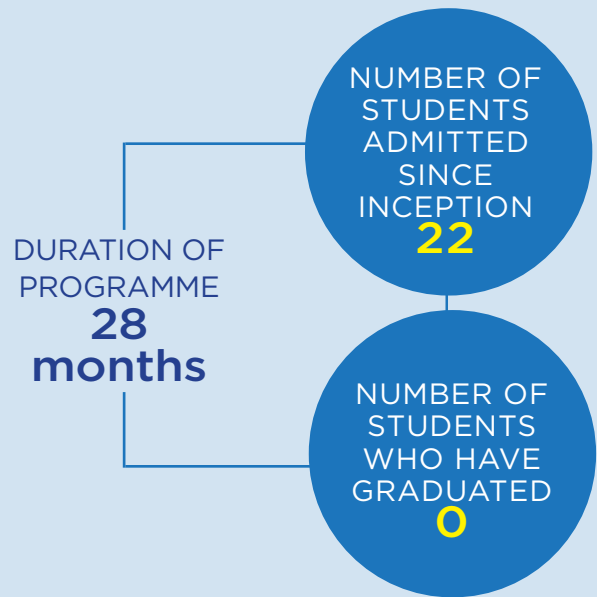 DURATION OF
PROGRAMME
28
months
NUMBER OF
STUDENTS
ADMITTED
SINCE
INCEPTION
22
NUMBER OF
STUDENTS
WHO HAVE
GRADUATED
0